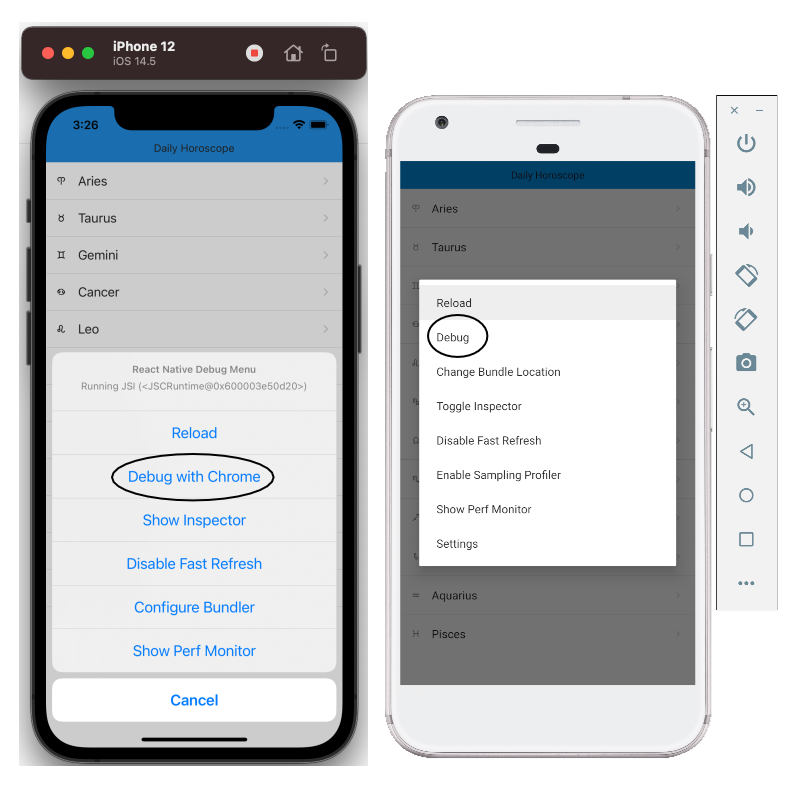 iPhone 12
iOS 14.5
3:26
Daily Horoscope
Aries
Taurus
Gemini
Cancer
Leo
React Native Debug Menu
Running JSI (<JSCRuntime@0x600003e50d20>)
Reload
Debug with Chrome
Show Inspector
Disable Fast Refresh
Configure Bundler
Show Perf Monitor
Cancel
Daily Horoscope
Aries
Taurus
Reload
Debug
Change Bundle Location
Toggle Inspector
Disable Fast Refresh
Enable Sampling Profiler
Show Perf Monitor
Settings
Aquarius
Pisces